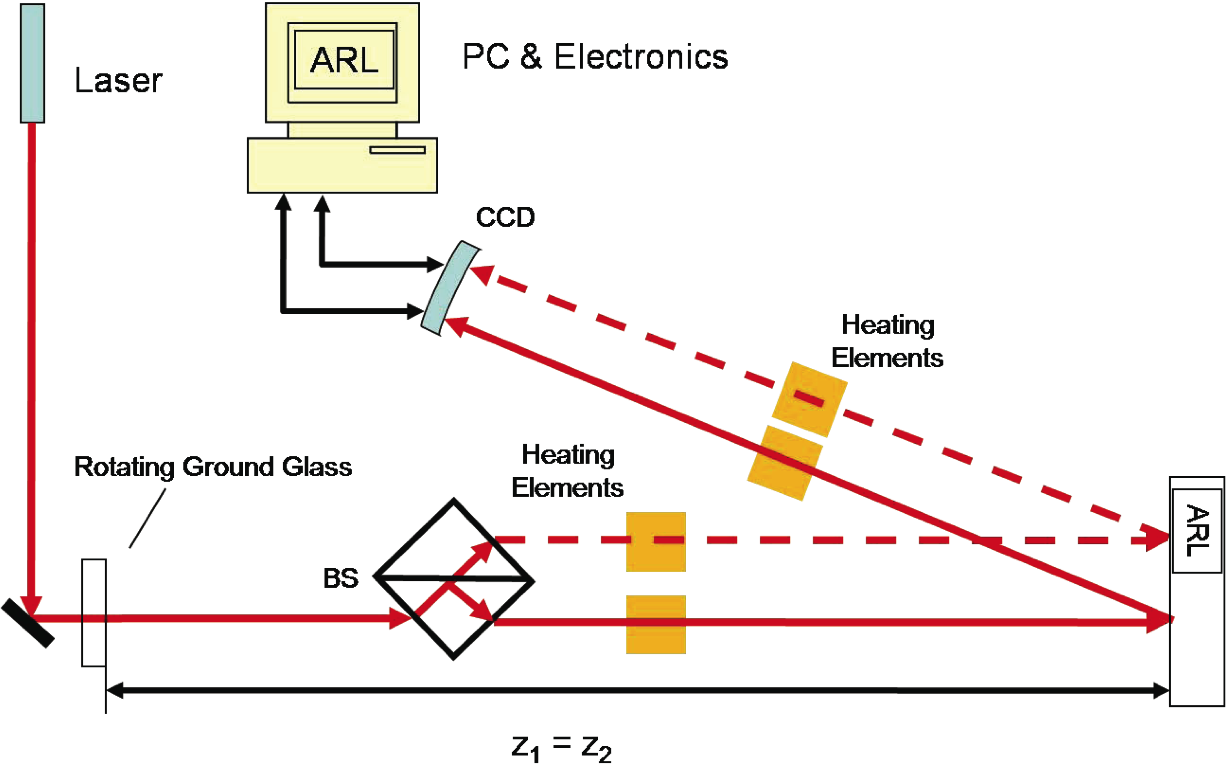 Laser
ARL
PC & Electronics
CCD
Heating
Elements
Rotating Ground Glass
Heating
Elements
BS
ARL
z₁ = z₂